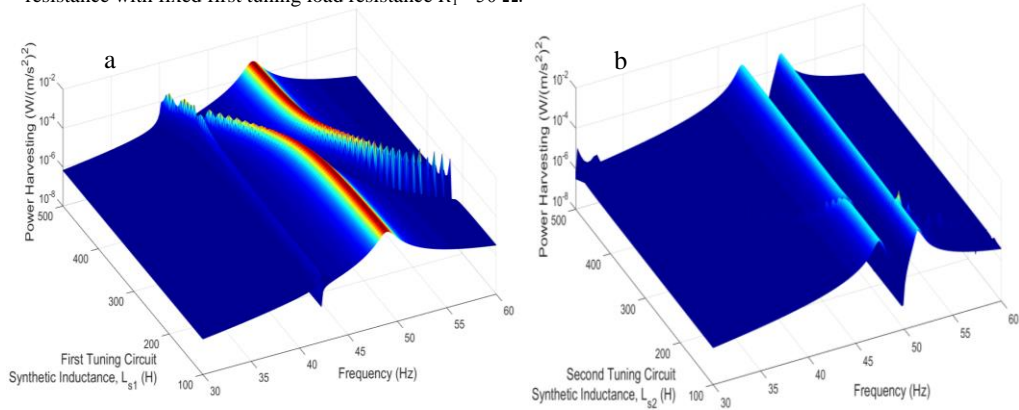 resistance with fixed first tuning load resistance R₁=50 Ω.
a
Power Harvesting (W/(m/s²)²)
10⁻²
10⁻⁴
10⁻⁶
10⁻⁸
500
400
300
200
100
First Tuning Circuit
Synthetic Inductance, Lₛ₁ (H)
30
35
40
45
50
55
60
Frequency (Hz)
b
Power Harvesting (W/(m/s²)²)
10⁻²
10⁻⁴
10⁻⁶
10⁻⁸
500
400
300
200
100
Second Tuning Circuit
Synthetic Inductance, Lₛ₂ (H)
30
35
40
45
50
55
60
Frequency (Hz)